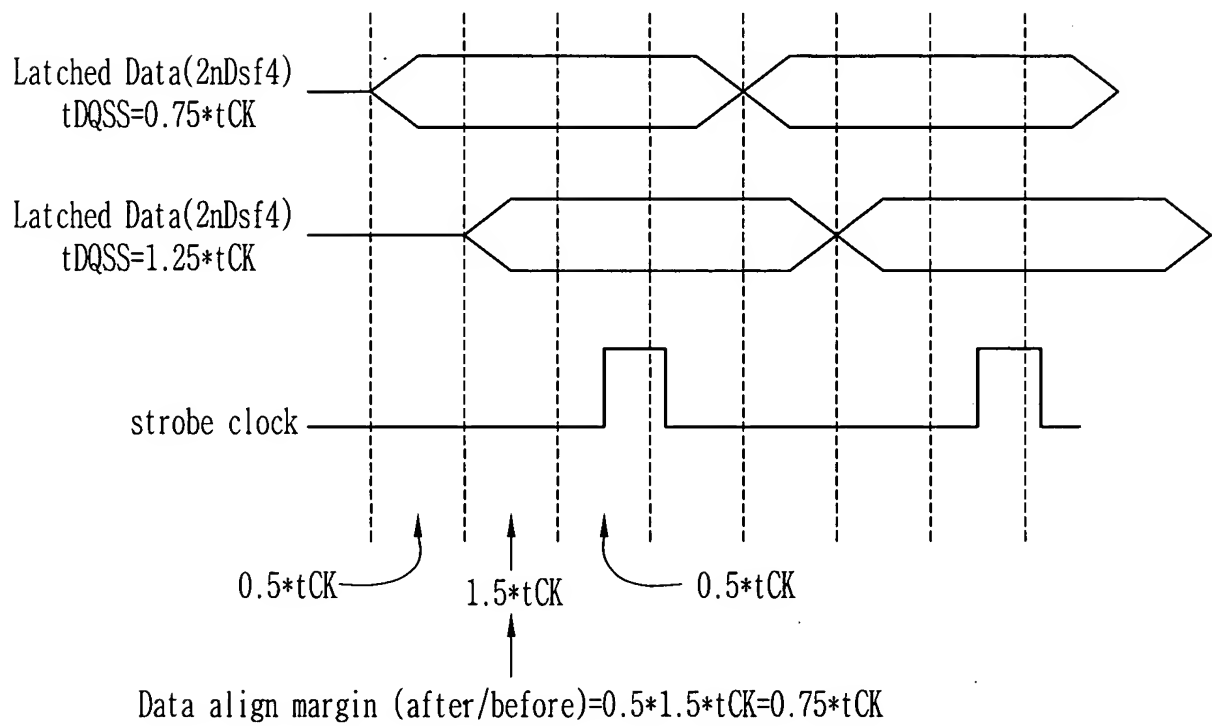 Latched Data(2nDsf4)
tDQSS=0.75*tCK
Latched Data(2nDsf4)
tDQSS=1.25*tCK
strobe clock
0.5*tCK
1.5*tCK
0.5*tCK
Data align margin (after/before)=0.5*1.5*tCK=0.75*tCK